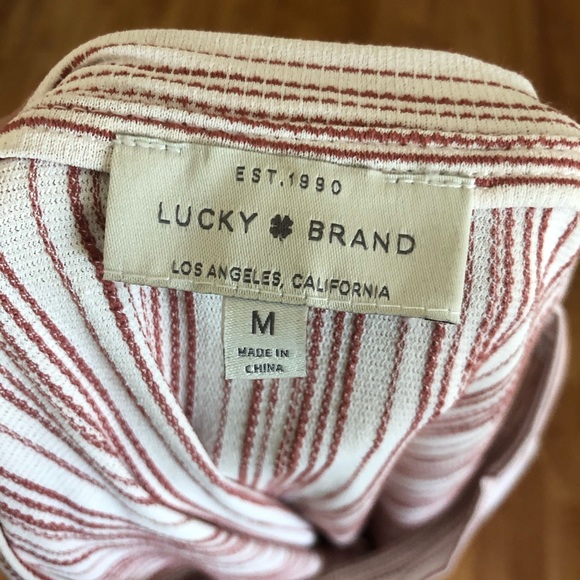 EST.1990
LUCKY BRAND
LOS ANGELES, CALIFORNIA
M
MADE IN
CHINA